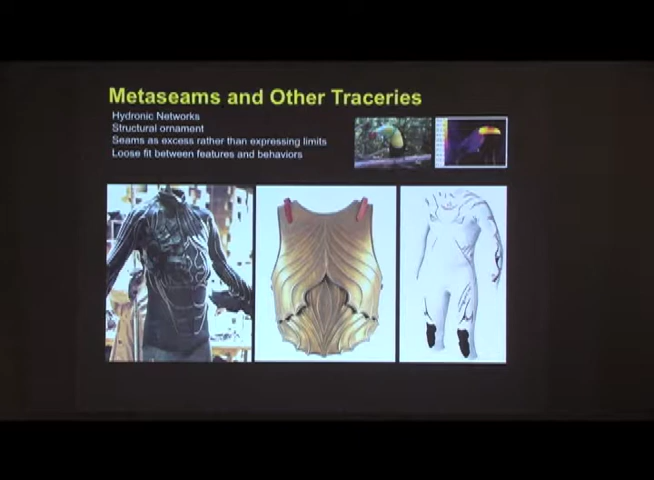 Metaseams and Other Traceries
Hydronic Networks
Structural ornament
Seams as excess rather than expressing limits
Loose fit between features and behaviors